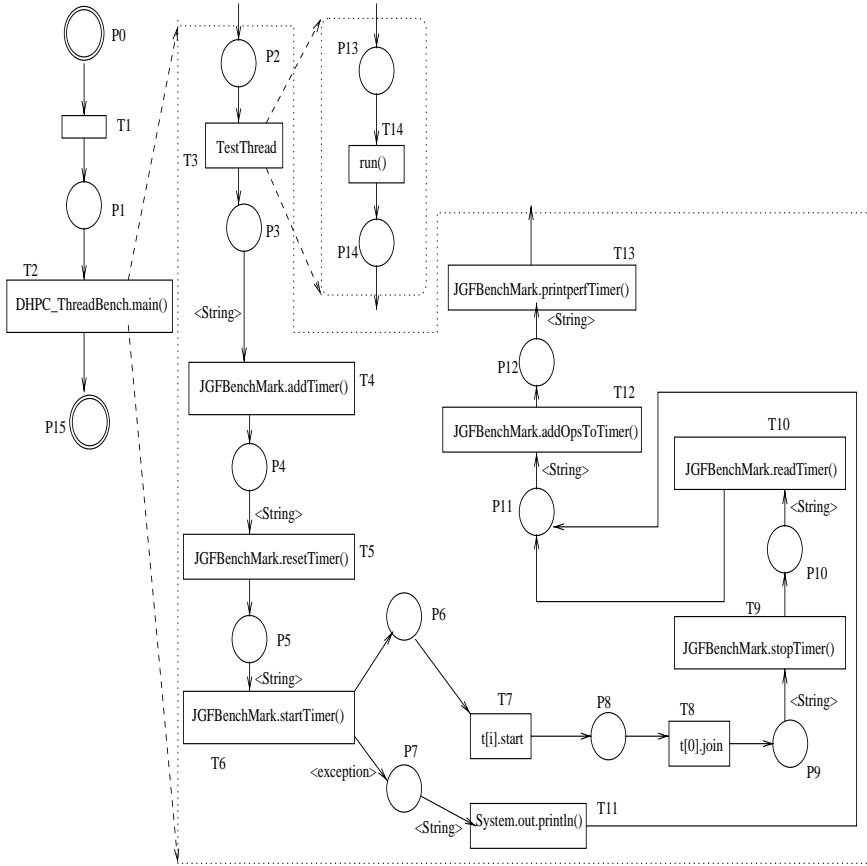 P0
T1
P1
T2
DHPC_ThreadBench.main()
P15
P2
TestThread
T3
P3
<String>
P13
T14
run()
P14
JGFBenchMark.addTimer()
T4
P4
<String>
JGFBenchMark.resetTimer()
T5
P5
<String>
JGFBenchMark.startTimer()
T6
P6
<exception>
P7
<String>
T7
t[i].start
P8
T8
t[0].join
P9
System.out.println()
T11
<String>
T9
JGFBenchMark.stopTimer()
P10
<String>
T10
JGFBenchMark.readTimer()
P11
<String>
T12
JGFBenchMark.addOpsToTimer()
P12
<String>
T13
JGFBenchMark.printperfTimer()